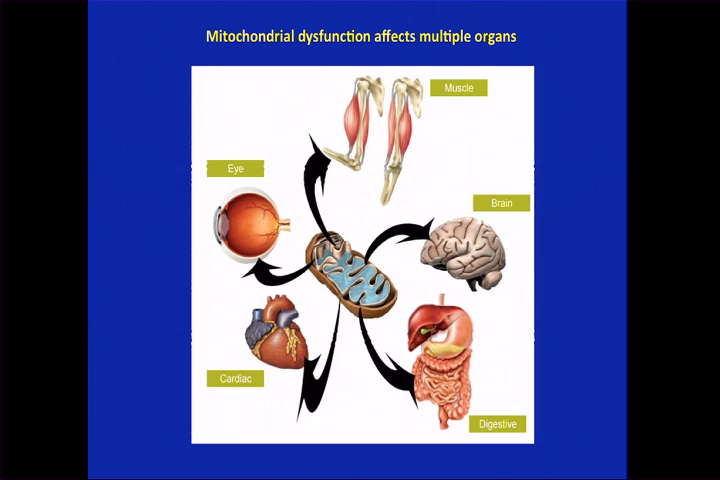 Mitochondrial dysfunction affects multiple organs
Muscle
Eye
Brain
Cardiac
Digestive